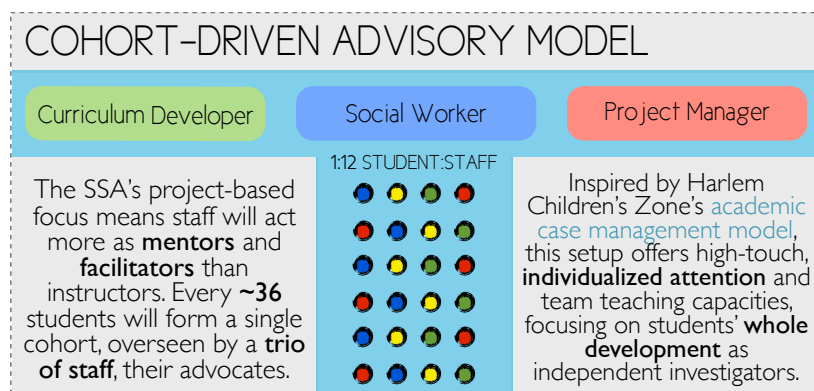 COHORT-DRIVEN ADVISORY MODEL
Curriculum Developer
Social Worker
Project Manager
1:12 STUDENT:STAFF
The SSA's project-based
focus means staff will act
more as mentors and
facilitators than
instructors. Every ~36
students will form a single
cohort, overseen by a trio
of staff, their advocates.
Inspired by Harlem
Children's Zone's academic
case management model,
this setup offers high-touch,
individualized attention and
team teaching capacities,
focusing on students' whole
development as
independent investigators.